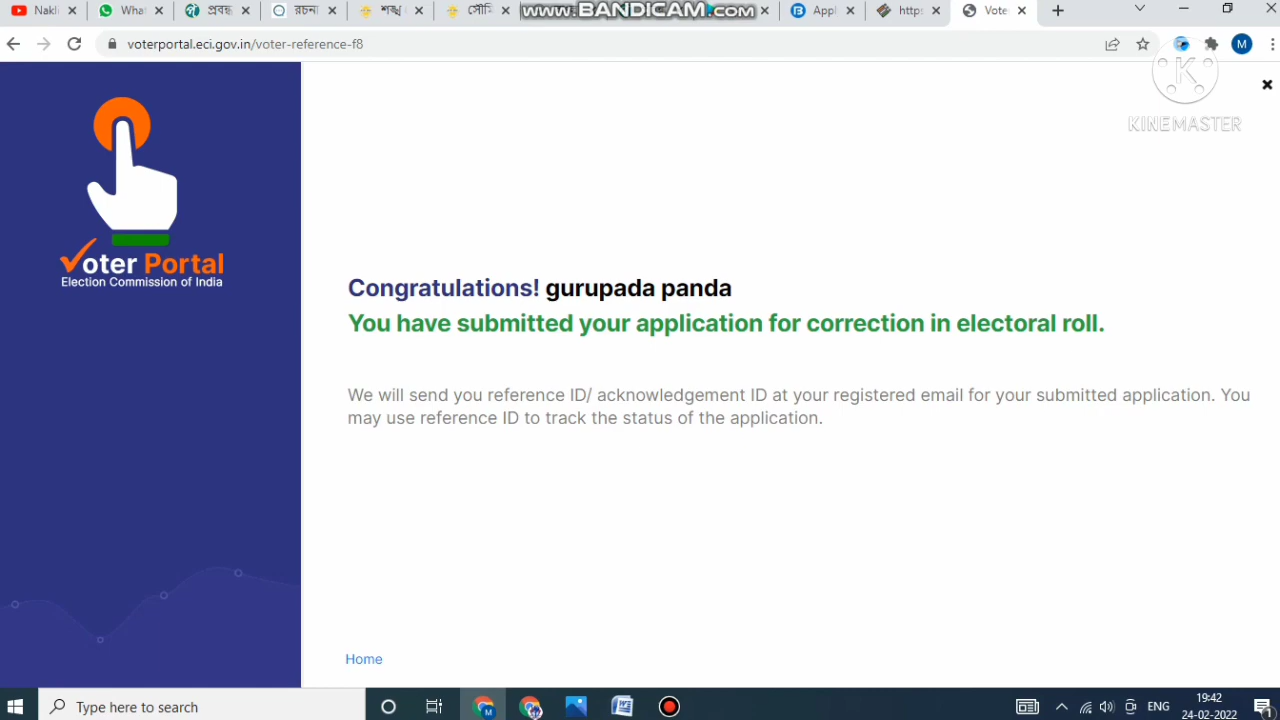 Nakl
What
প্রবন্ধ
রচনা
শঙ্খ
সৌি
www.BANDICAM.com
Appl
http
Vote
voterportal.eci.gov.in/voter-reference-f8
M
K
KINEMASTER
Voter Portal
Election Commission of India
Congratulations! gurupada panda
You have submitted your application for correction in electoral roll.
We will send you reference ID/ acknowledgement ID at your registered email for your submitted application. You
may use reference ID to track the status of the application.
Home
Type here to search
ENG
19:42
24-02-2022
1